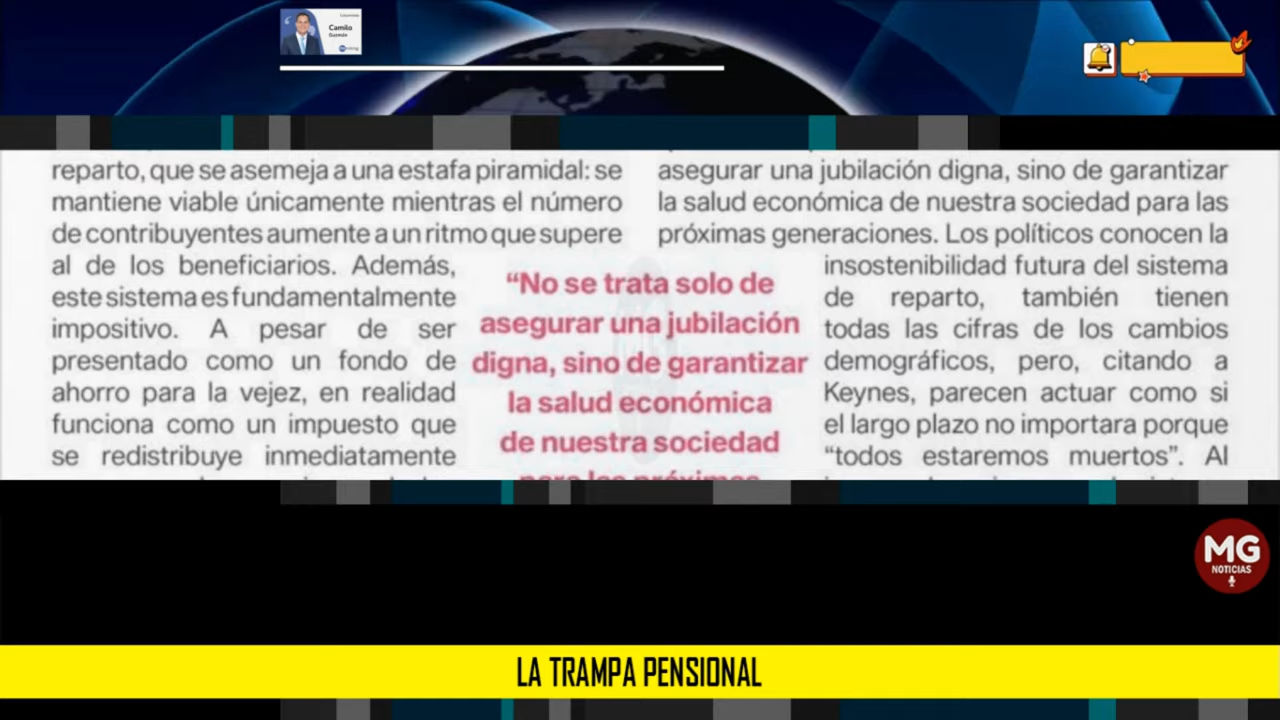 Columnista
Camilo
Guzmán
reparto, que se asemeja a una estafa piramidal: se
mantiene viable únicamente mientras el número
de contribuyentes aumente a un ritmo que supere
al de los beneficiarios. Además,
este sistema es fundamentalmente
impositivo. A pesar de ser
presentado como un fondo de
ahorro para la vejez, en realidad
funciona como un impuesto que
se redistribuye inmediatamente
“No se trata solo de
asegurar una jubilación
digna, sino de garantizar
la salud económica
de nuestra sociedad
para las próximas
asegurar una jubilación digna, sino de garantizar
la salud económica de nuestra sociedad para las
próximas generaciones. Los políticos conocen la
insostenibilidad futura del sistema
de reparto, también tienen
todas las cifras de los cambios
demográficos, pero, citando a
Keynes, parecen actuar como si
el largo plazo no importara porque
“todos estaremos muertos”. Al
MG
NOTICIAS
LA TRAMPA PENSIONAL